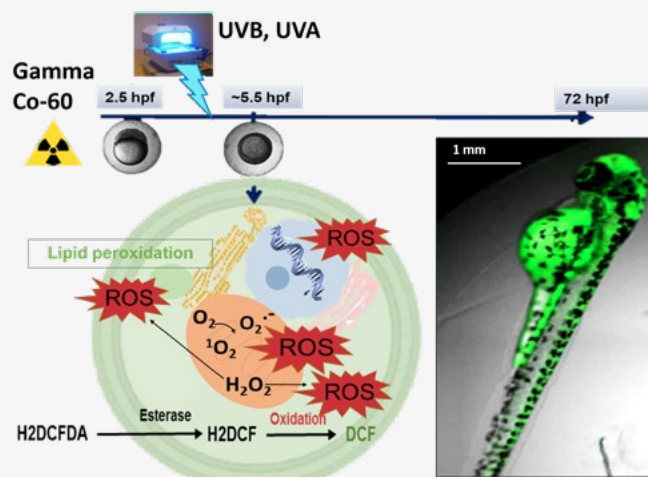 UVB, UVA
Gamma
Co-60
2.5 hpf
~5.5 hpf
72 hpf
1 mm
Lipid peroxidation
ROS
ROS
O₂
O₂·⁻
¹O₂
ROS
H₂O₂
ROS
Esterase
Oxidation
H2DCFDA
H2DCF
DCF